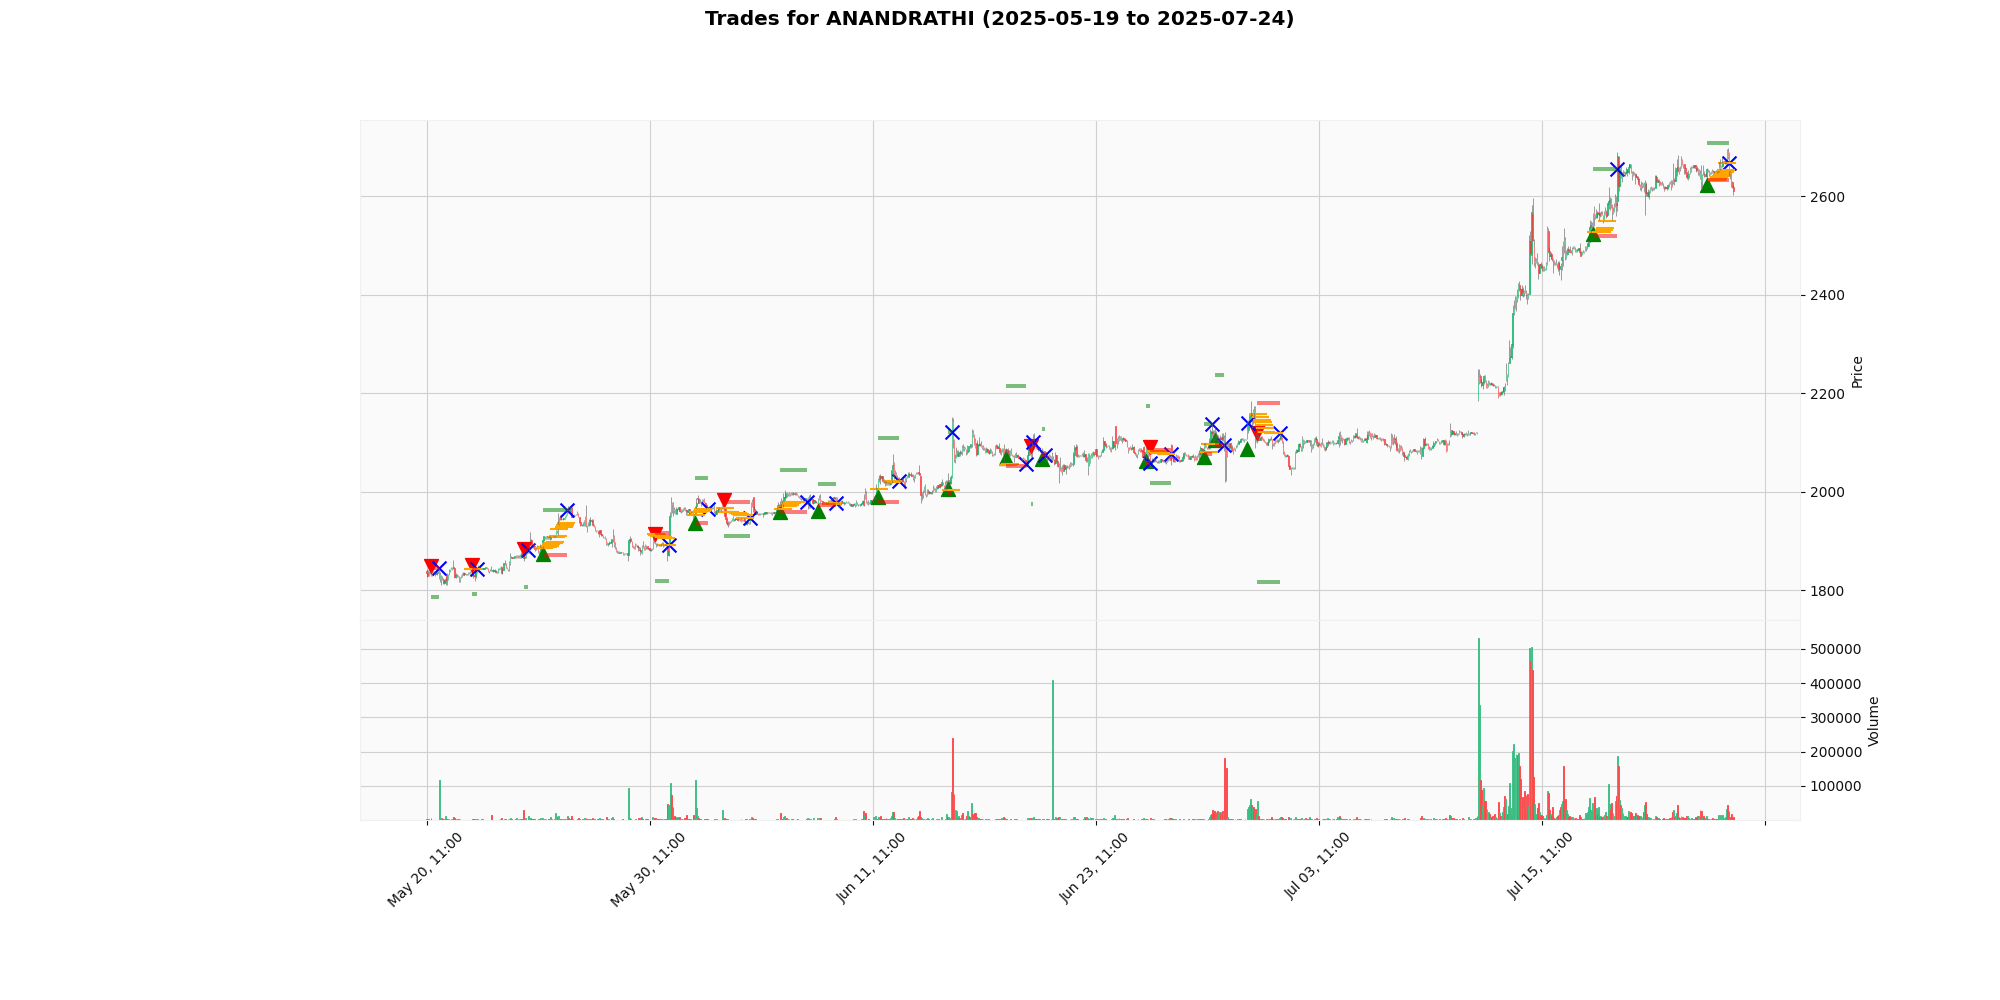 Trades for ANANDRATHI (2025-05-19 to 2025-07-24)
2600
2400
2200
2000
1800
Price
500000
400000
300000
200000
100000
Volume
May 20, 11:00
May 30, 11:00
Jun 11, 11:00
Jun 23, 11:00
Jul 03, 11:00
Jul 15, 11:00